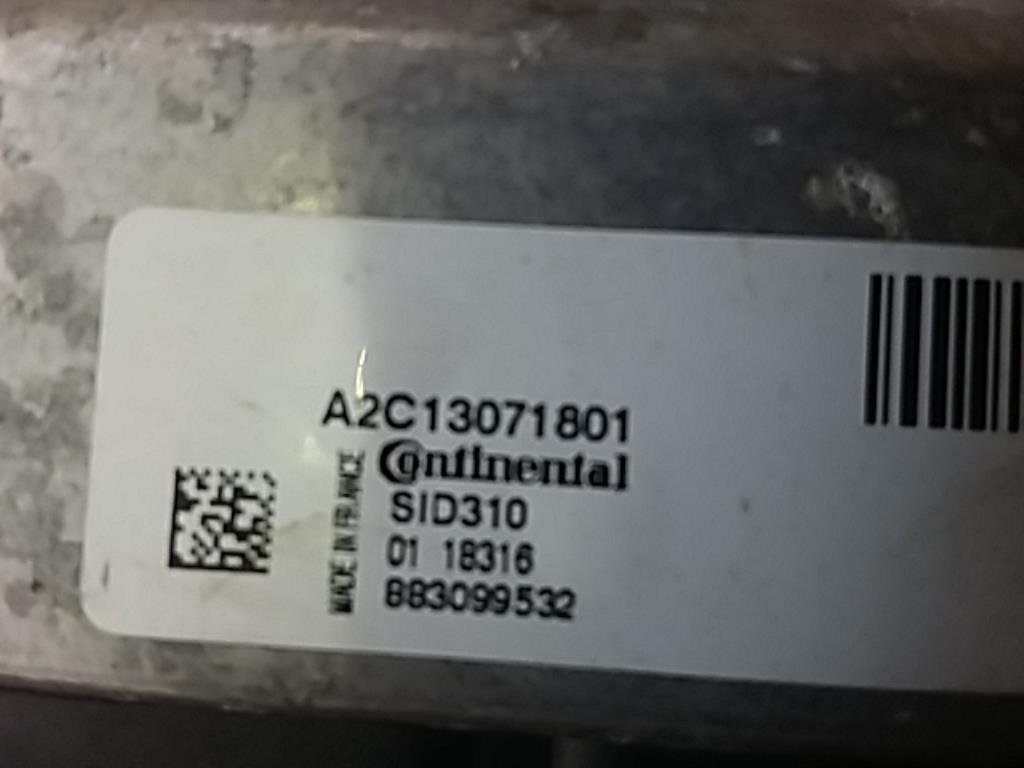 A2C13071801
Continental
SID310
01 18316
883099532
MADE IN FRANCE